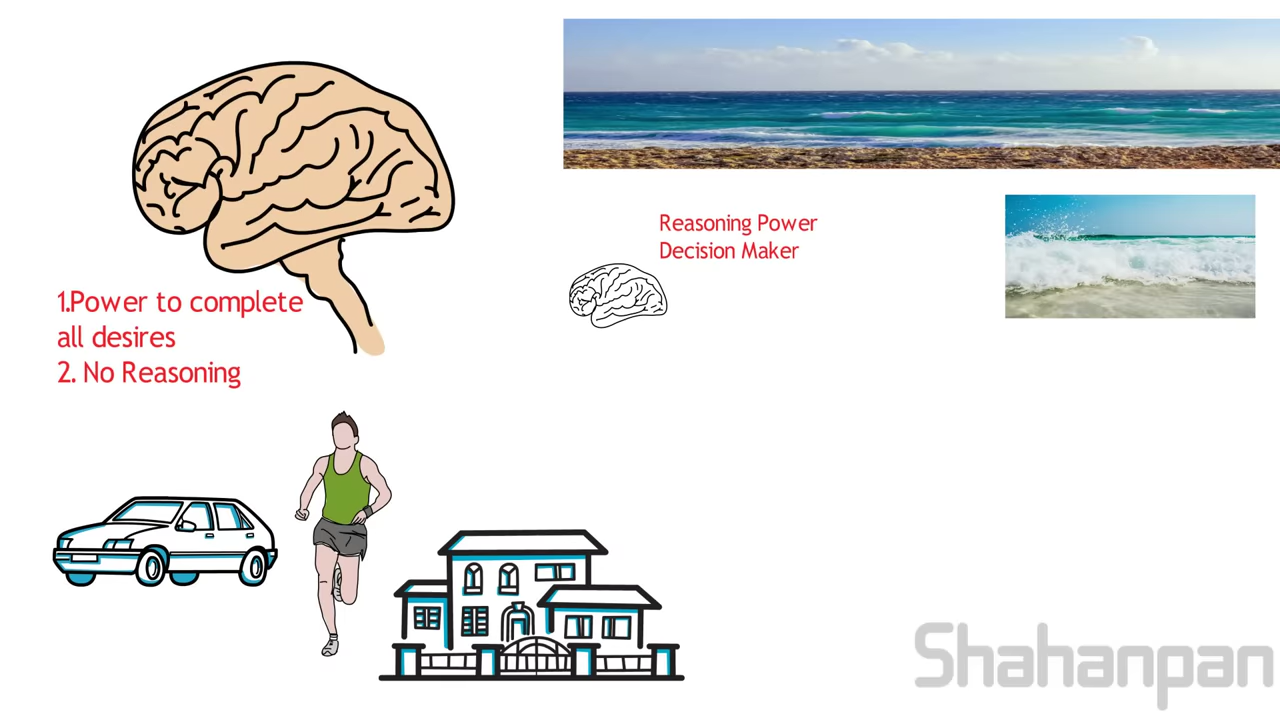 1.Power to complete
all desires
2. No Reasoning
Reasoning Power
Decision Maker
Shahanpan